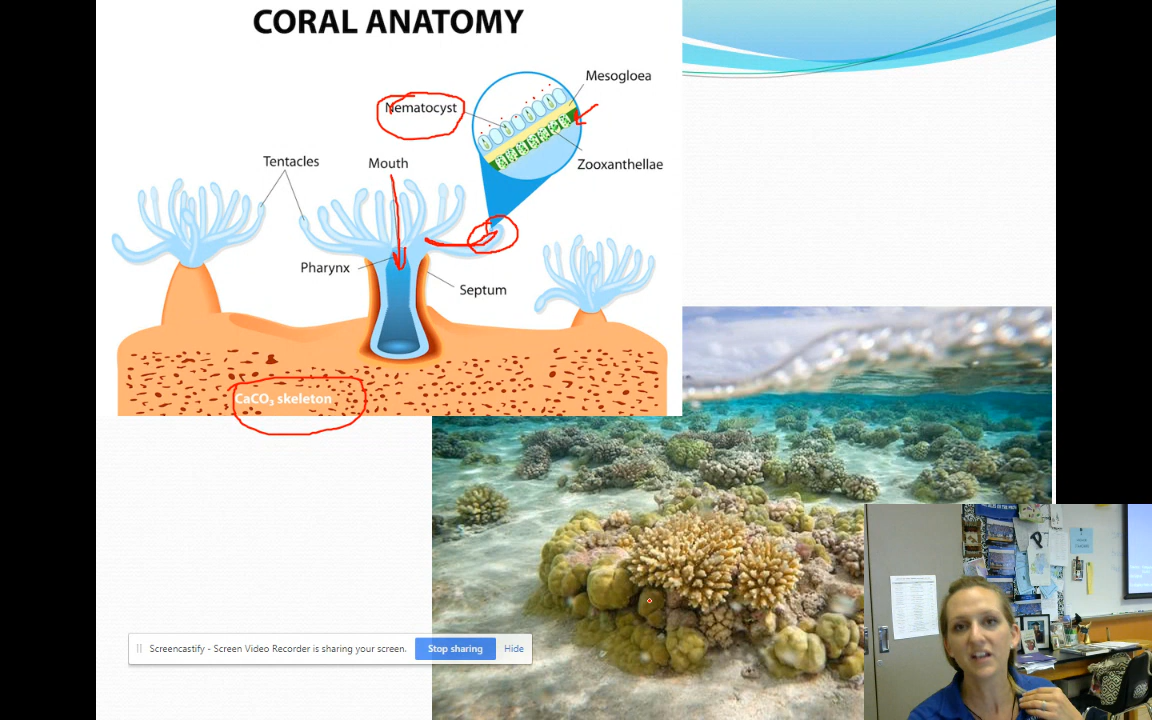 CORAL ANATOMY
Mesogloea
Nematocyst
Tentacles
Mouth
Zooxanthellae
Pharynx
Septum
CaCO₃ skeleton
Screencastify - Screen Video Recorder is sharing your screen.
Stop sharing
Hide
P